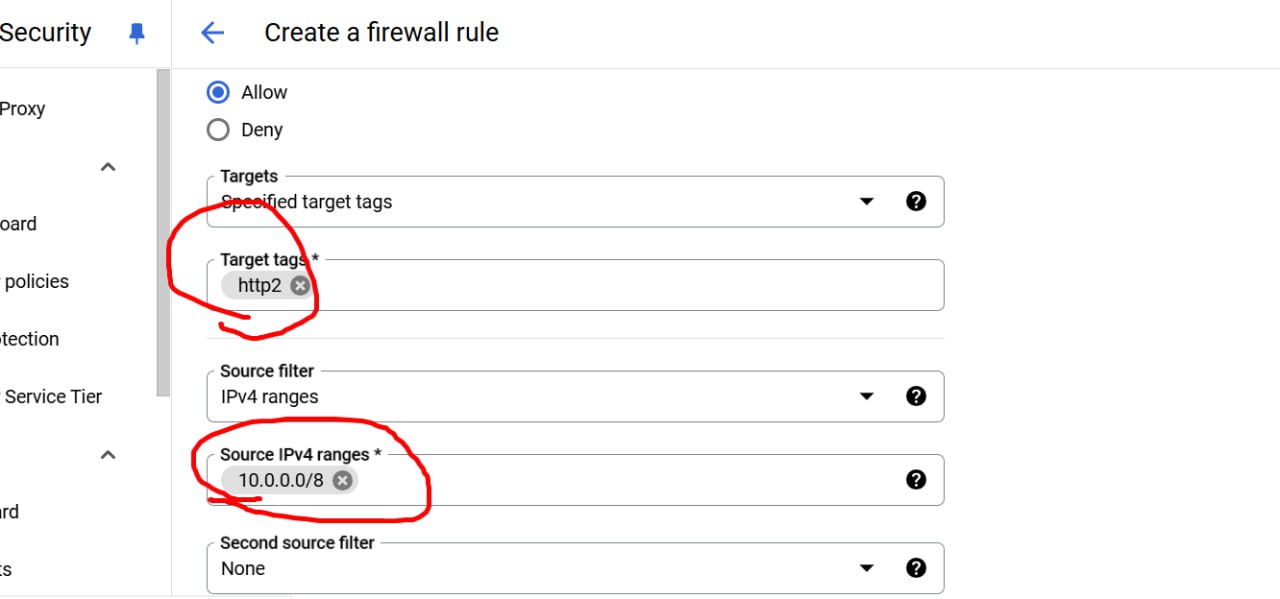 Security
Create a firewall rule
Proxy
Allow
Deny
Targets
Specified target tags
oard
Target tags *
http2
policies
otection
Source filter
IPv4 ranges
Service Tier
Source IPv4 ranges *
10.0.0.0/8
ard
Second source filter
None
ts